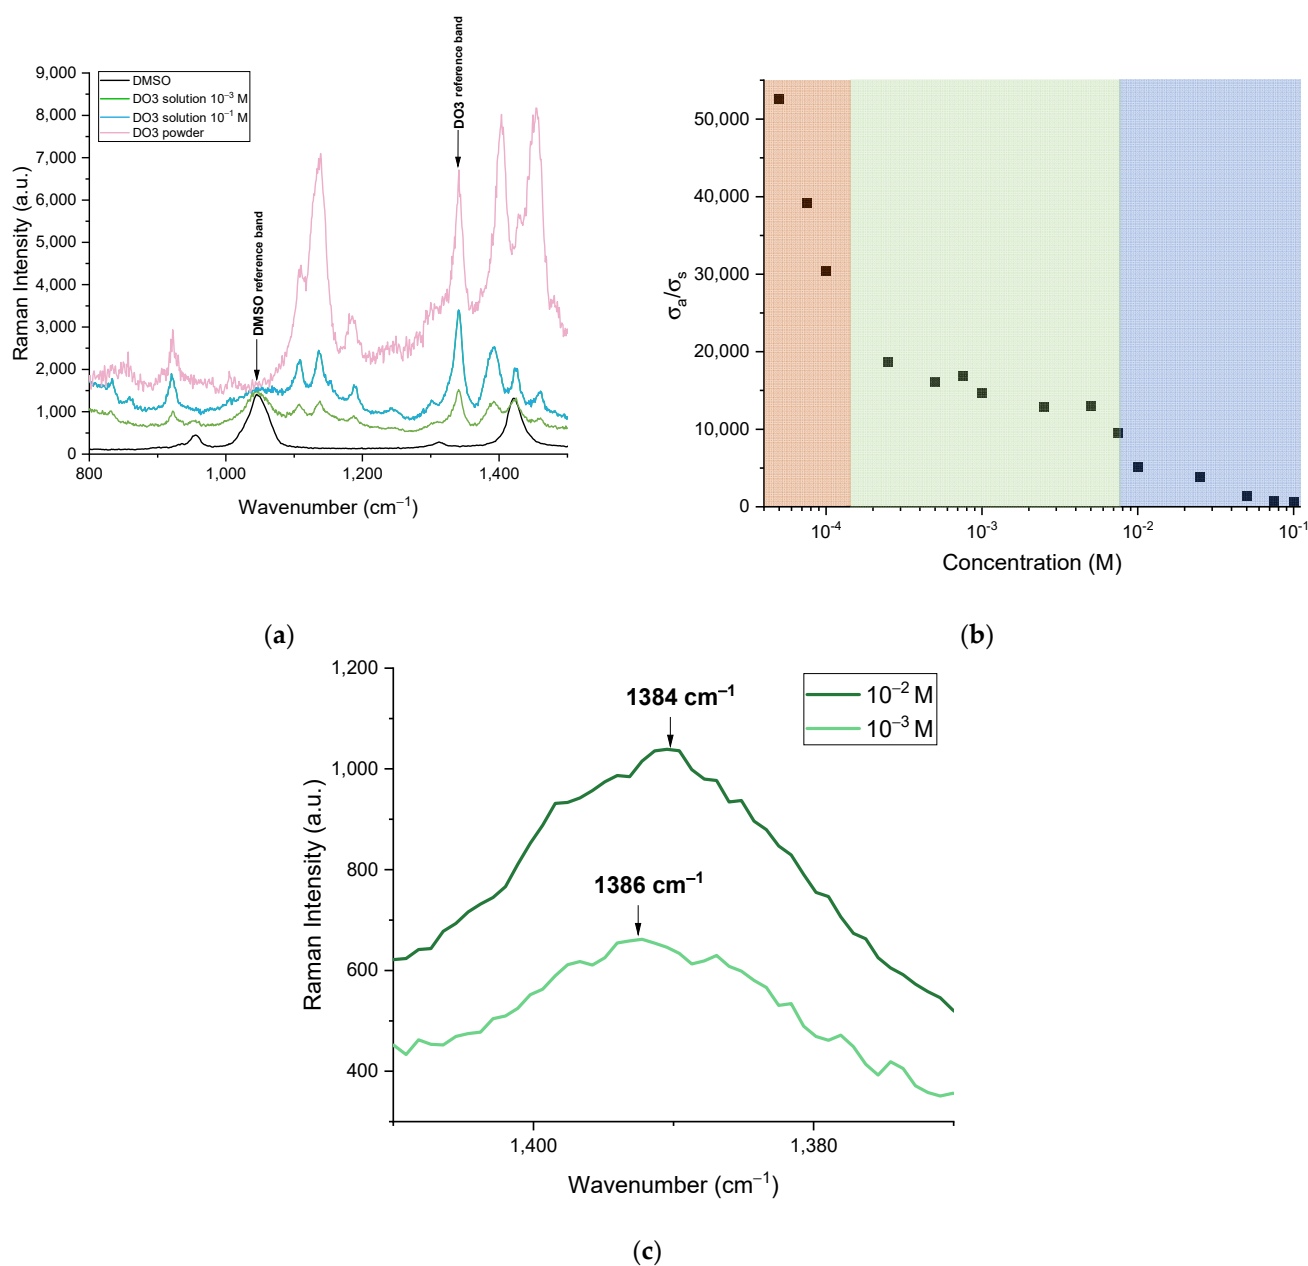 DMSO reference band
DO3 reference band
9,000
8,000
7,000
6,000
5,000
4,000
3,000
2,000
1,000
0
Raman Intensity (a.u.)
DMSO
DO3 solution 10⁻³ M
DO3 solution 10⁻¹ M
DO3 powder
800
1,000
1,200
1,400
Wavenumber (cm⁻¹)
(a)
50,000
40,000
30,000
20,000
10,000
0
σa/σs
10⁻⁴
10⁻³
10⁻²
10⁻¹
Concentration (M)
(b)
1,200
1,000
800
600
400
Raman Intensity (a.u.)
1384 cm⁻¹
1386 cm⁻¹
10⁻² M
10⁻³ M
1,400
1,380
Wavenumber (cm⁻¹)
(c)